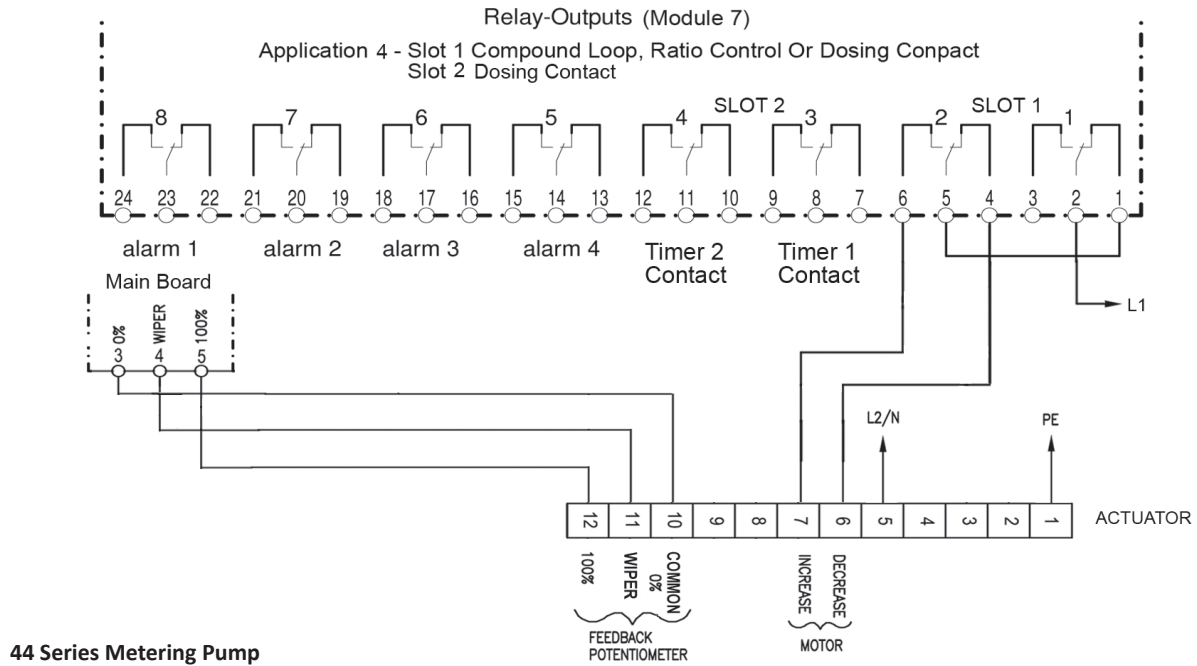 Relay-Outputs (Module 7)
Application 4 - Slot 1 Compound Loop, Ratio Control Or Dosing Conpact
Slot 2 Dosing Contact
SLOT 2 SLOT 1
8 7 6 5 4 3 2 1
24 23 22 21 20 19 18 17 16 15 14 13 12 11 10 9 8 7 6 5 4 3 2 1
alarm 1 alarm 2 alarm 3 alarm 4
Timer 2
Contact
Timer 1
Contact
L1
Main Board
0% WIPER 100%
3 4 5
L2/N PE
12 11 10 9 8 7 6 5 4 3 2 1
ACTUATOR
100%
WIPER
COMMON
0%
INCREASE
DECREASE
FEEDBACK
POTENTIOMETER
MOTOR
44 Series Metering Pump